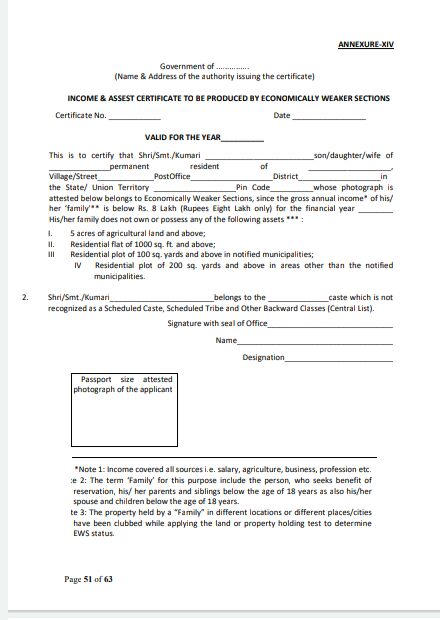 ANNEXURE-XIV
Government of ..............
(Name & Address of the authority issuing the certificate)
INCOME & ASSEST CERTIFICATE TO BE PRODUCED BY ECONOMICALLY WEAKER SECTIONS
Certificate No. ____________ Date _________________
VALID FOR THE YEAR__________
This is to certify that Shri/Smt./Kumari _________________________son/daughter/wife of
______________permanent resident of ______________________,
Village/Street_____________PostOffice____________District______________in
the State/ Union Territory __________________Pin Code_________whose photograph is
attested below belongs to Economically Weaker Sections, since the gross annual income* of his/
her 'family'** is below Rs. 8 Lakh (Rupees Eight Lakh only) for the financial year ________
His/her family does not own or possess any of the following assets *** :
I. 5 acres of agricultural land and above;
II. Residential flat of 1000 sq. ft. and above;
III Residential plot of 100 sq. yards and above in notified municipalities;
IV Residential plot of 200 sq. yards and above in areas other than the notified
municipalities.
2. Shri/Smt./Kumari________________________belongs to the _____________caste which is not
recognized as a Scheduled Caste, Scheduled Tribe and Other Backward Classes (Central List).
Signature with seal of Office_____________________________
Name____________________________________
Designation_________________________
Passport size attested
photograph of the applicant
*Note 1: Income covered all sources i.e. salary, agriculture, business, profession etc.
e 2: The term 'Family' for this purpose include the person, who seeks benefit of
reservation, his/ her parents and siblings below the age of 18 years as also his/her
spouse and children below the age of 18 years.
te 3: The property held by a "Family" in different locations or different places/cities
have been clubbed while applying the land or property holding test to determine
EWS status.
Page 51 of 63